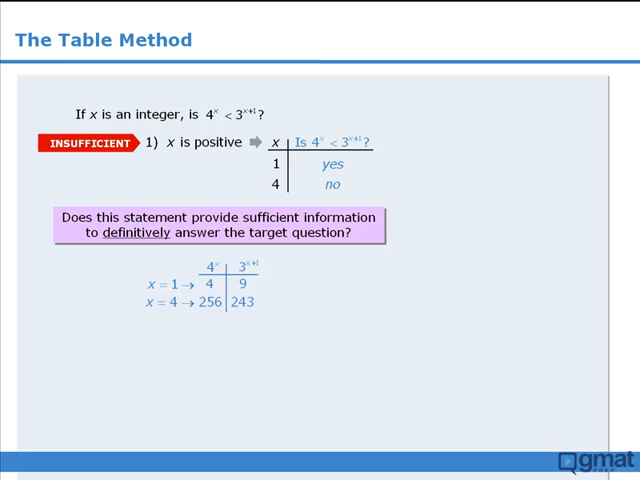 The Table Method
If x is an integer, is 4^x < 3^{x+1}?
INSUFFICIENT 1) x is positive x Is 4^x < 3^{x+1}?
1 yes
4 no
Does this statement provide sufficient information
to definitively answer the target question?
4^x 3^{x+1}
x = 1 → 4 9
x = 4 → 256 243
gmat